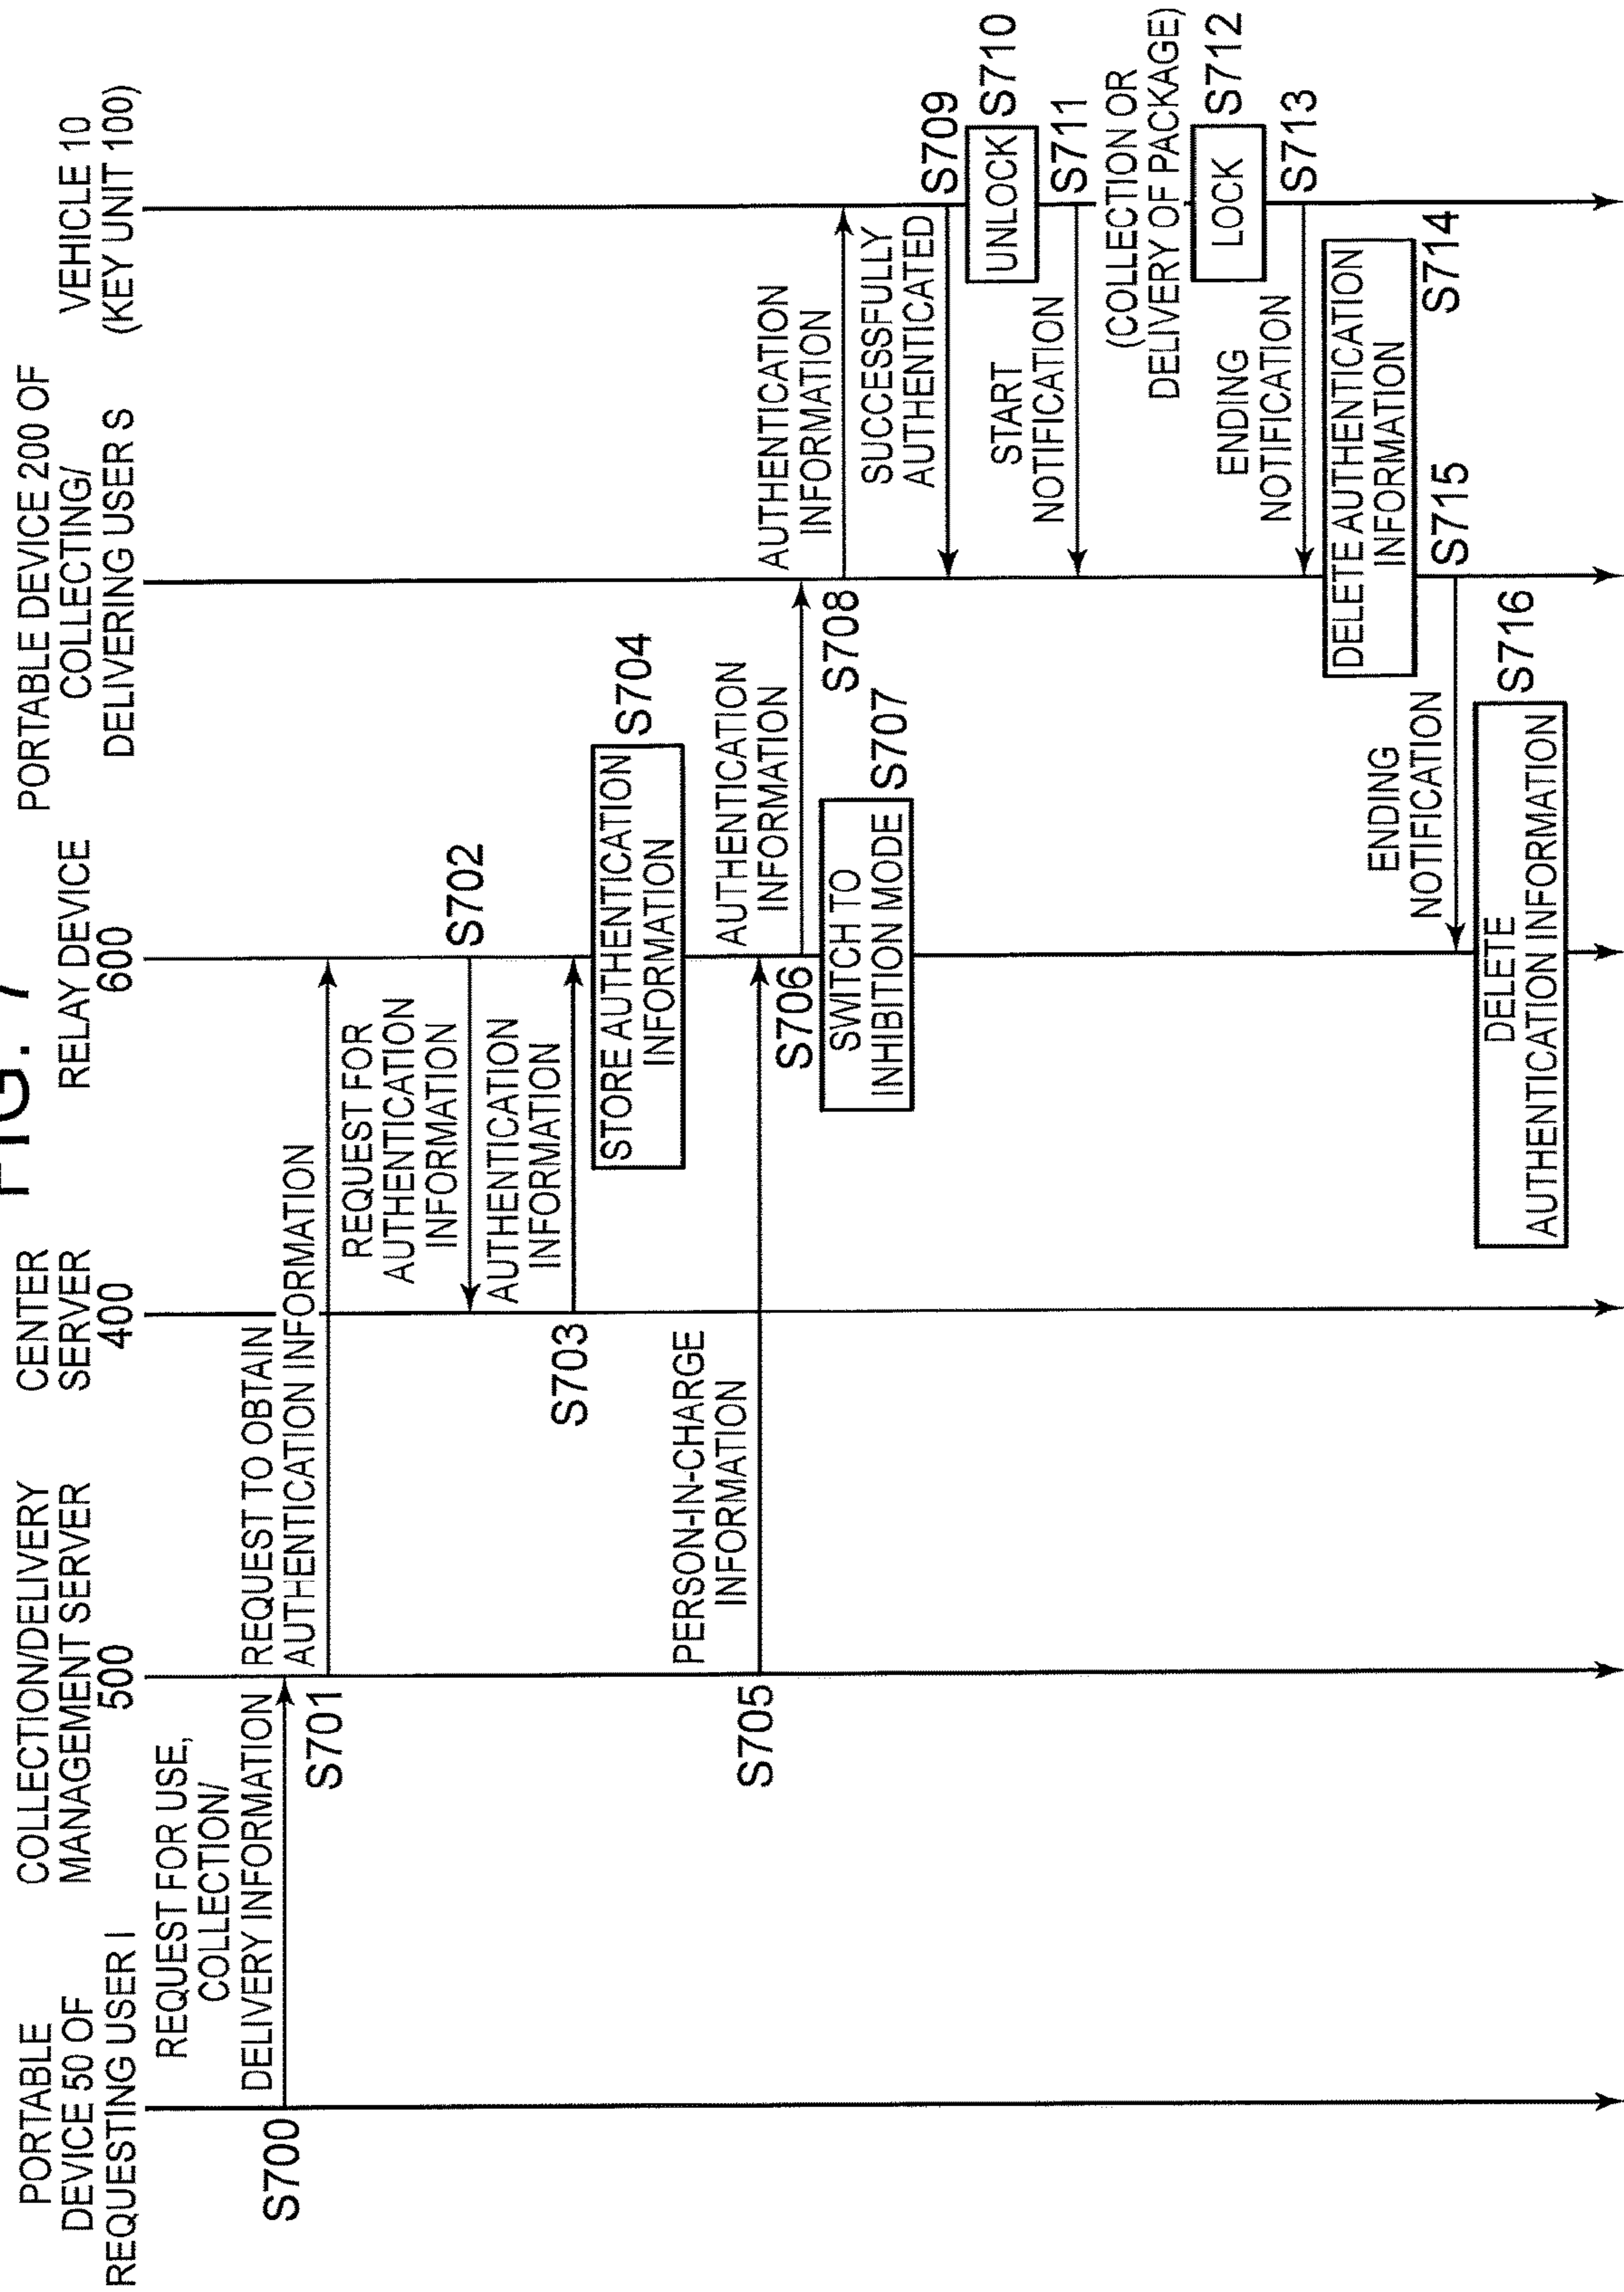 FIG. 7
PORTABLE
DEVICE 50 OF
REQUESTING USER I
COLLECTION/DELIVERY
MANAGEMENT SERVER
500
CENTER
SERVER
400
RELAY DEVICE
600
PORTABLE DEVICE 200 OF
COLLECTING/
DELIVERING USER S
VEHICLE 10
(KEY UNIT 100)
REQUEST FOR USE,
COLLECTION/
DELIVERY INFORMATION
S700
REQUEST TO OBTAIN
AUTHENTICATION INFORMATION
S701
REQUEST FOR
AUTHENTICATION
INFORMATION
S702
AUTHENTICATION
INFORMATION
S703
STORE AUTHENTICATION
INFORMATION
S704
PERSON-IN-CHARGE
INFORMATION
S705
AUTHENTICATION
INFORMATION
S706
SWITCH TO
INHIBITION MODE
S707
AUTHENTICATION
INFORMATION
S708
SUCCESSFULLY
AUTHENTICATED
S709
UNLOCK
S710
START
NOTIFICATION
S711
(COLLECTION OR
DELIVERY OF PACKAGE)
LOCK
S712
ENDING
NOTIFICATION
S713
DELETE AUTHENTICATION
INFORMATION
S714
ENDING
NOTIFICATION
S715
DELETE
AUTHENTICATION INFORMATION
S716